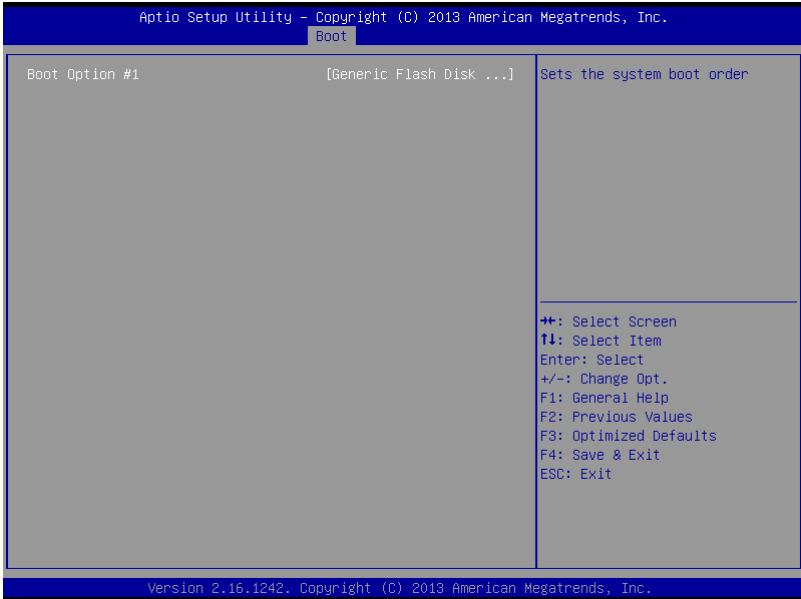 Aptio Setup Utility – Copyright (C) 2013 American Megatrends, Inc.
Boot
Boot Option #1 [Generic Flash Disk ...]
Sets the system boot order
→←: Select Screen
↑↓: Select Item
Enter: Select
+/-: Change Opt.
F1: General Help
F2: Previous Values
F3: Optimized Defaults
F4: Save & Exit
ESC: Exit
Version 2.16.1242. Copyright (C) 2013 American Megatrends, Inc.